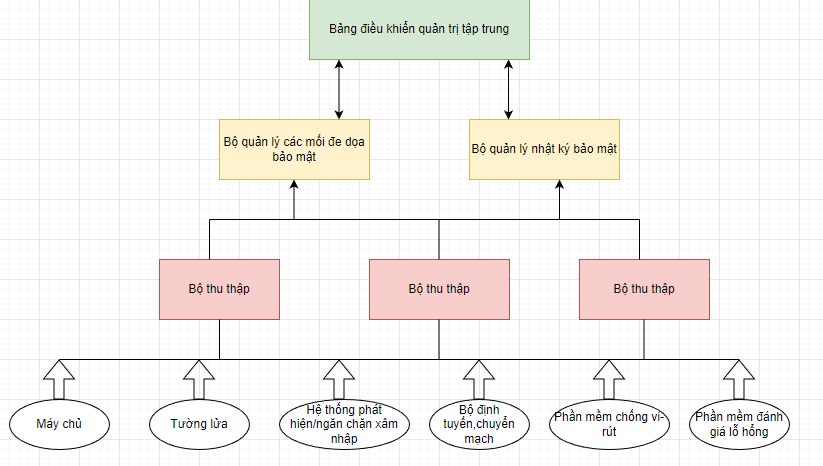 Bảng điều khiển quản trị tập trung
Bộ quản lý các mối đe dọa
bảo mật
Bộ quản lý nhật ký bảo mật
Bộ thu thập
Bộ thu thập
Bộ thu thập
Máy chủ
Tường lửa
Hệ thống phát
hiện/ngăn chặn xâm
nhập
Bộ định
tuyến,chuyển
mạch
Phần mềm chống vi-
rút
Phần mềm đánh
giá lỗ hổng